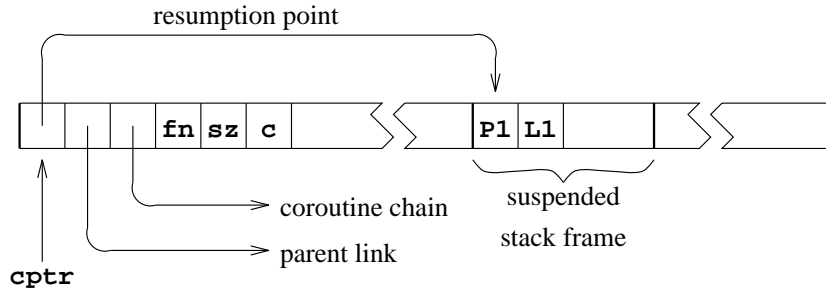 resumption point
fn sz c P1 L1
coroutine chain
suspended
stack frame
parent link
cptr